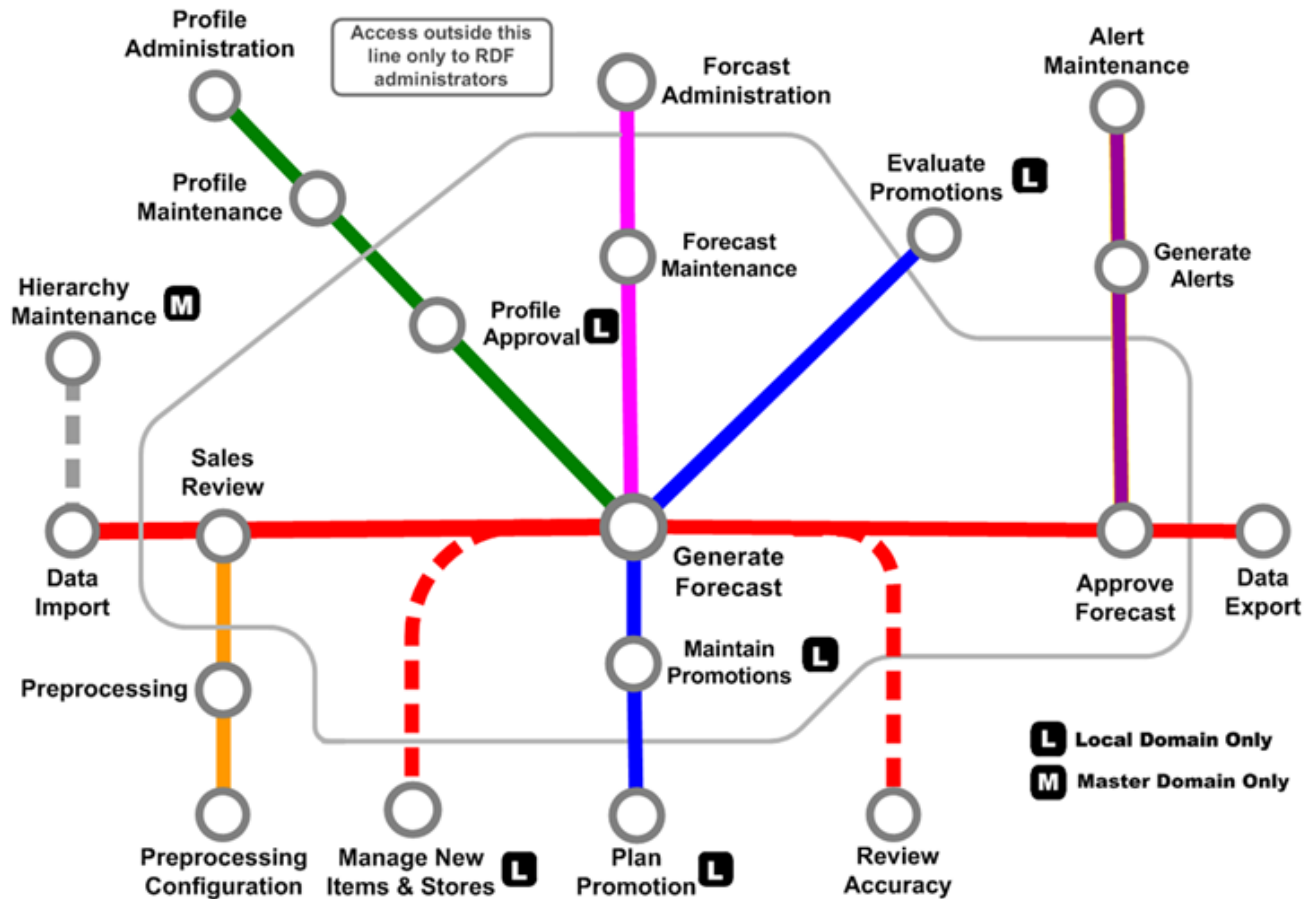 Profile
Administration
Access outside this
line only to RDF
administrators
Forcast
Administration
Alert
Maintenance
Profile
Maintenance
Evaluate
Promotions
L
Forecast
Maintenance
Generate
Alerts
Hierarchy
Maintenance
M
Profile
Approval
L
Sales
Review
Data
Import
Generate
Forecast
Approve
Forecast
Data
Export
Preprocessing
Maintain
Promotions
L
L Local Domain Only
M Master Domain Only
Preprocessing
Configuration
Manage New
Items & Stores
L
Plan
Promotion
L
Review
Accuracy